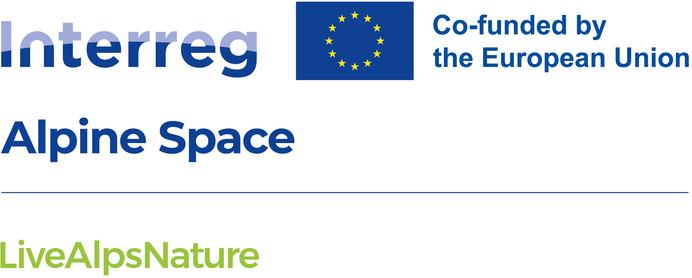 Interreg
Co-funded by
the European Union
Alpine Space
LiveAlpsNature